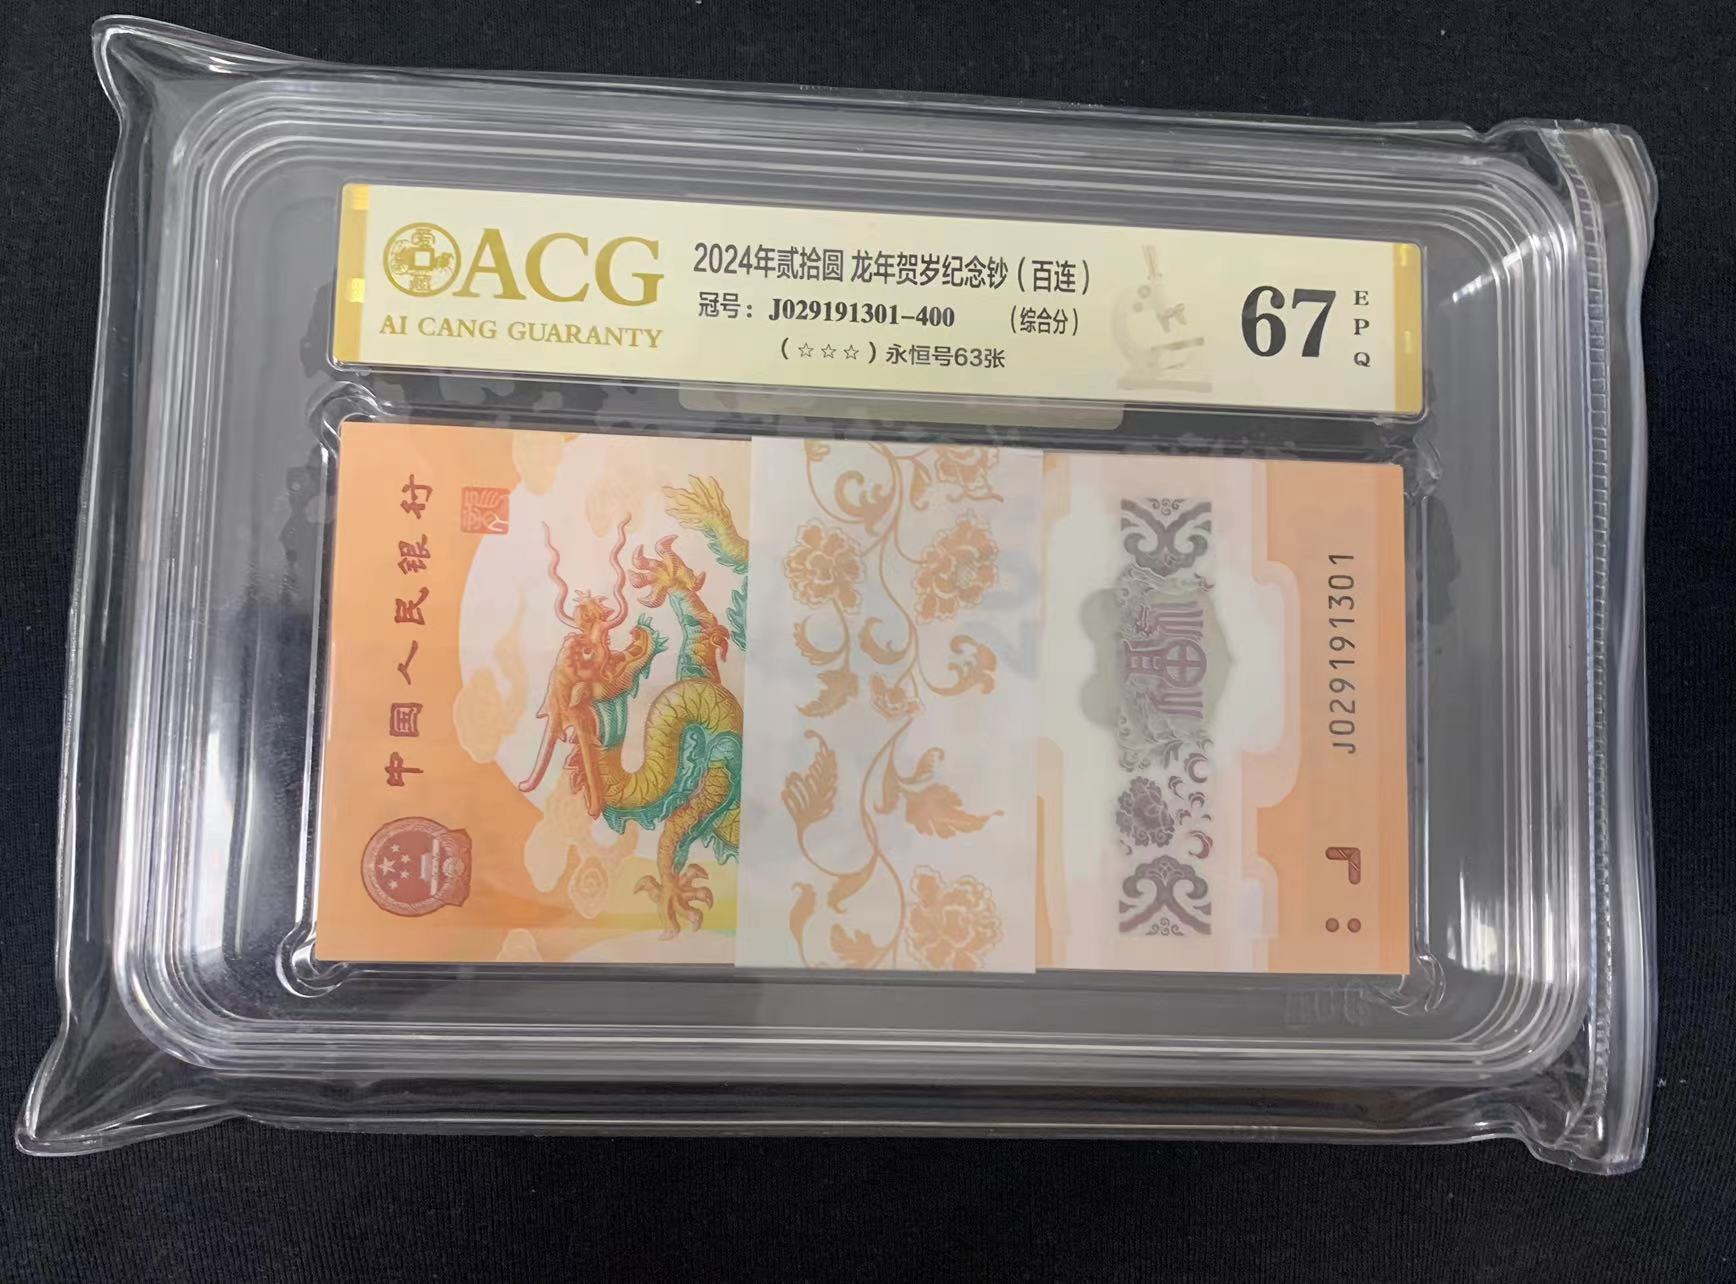 ACG
AI CANG GUARANTY
2024年贰拾圆 龙年贺岁纪念钞（百连）
冠号：J029191301-400 （综合分）
（☆☆☆）永恒号63张
67
EPQ
中国人民银行
J029191301